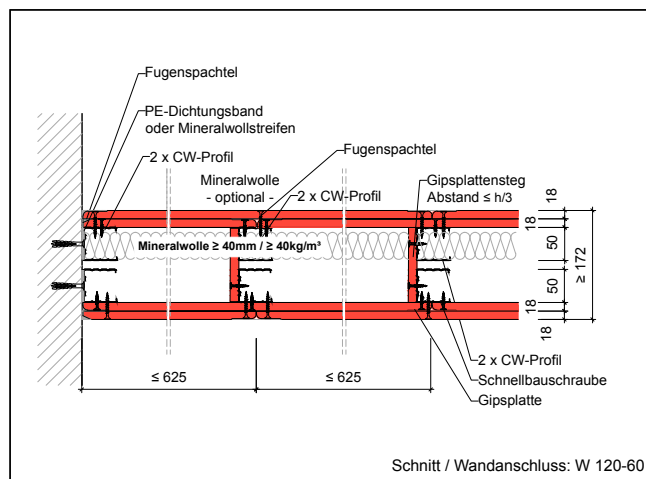 Fugenspachtel
PE-Dichtungsband
oder Mineralwollstreifen
2 x CW-Profil
Fugenspachtel
Mineralwolle
- optional -
2 x CW-Profil
Gipsplattensteg
Abstand ≤ h/3
Mineralwolle ≥ 40mm / ≥ 40kg/m³
18
18
50
50
18
18
≥ 172
≤ 625
≤ 625
2 x CW-Profil
Schnellbauschraube
Gipsplatte
Schnitt / Wandanschluss: W 120-60